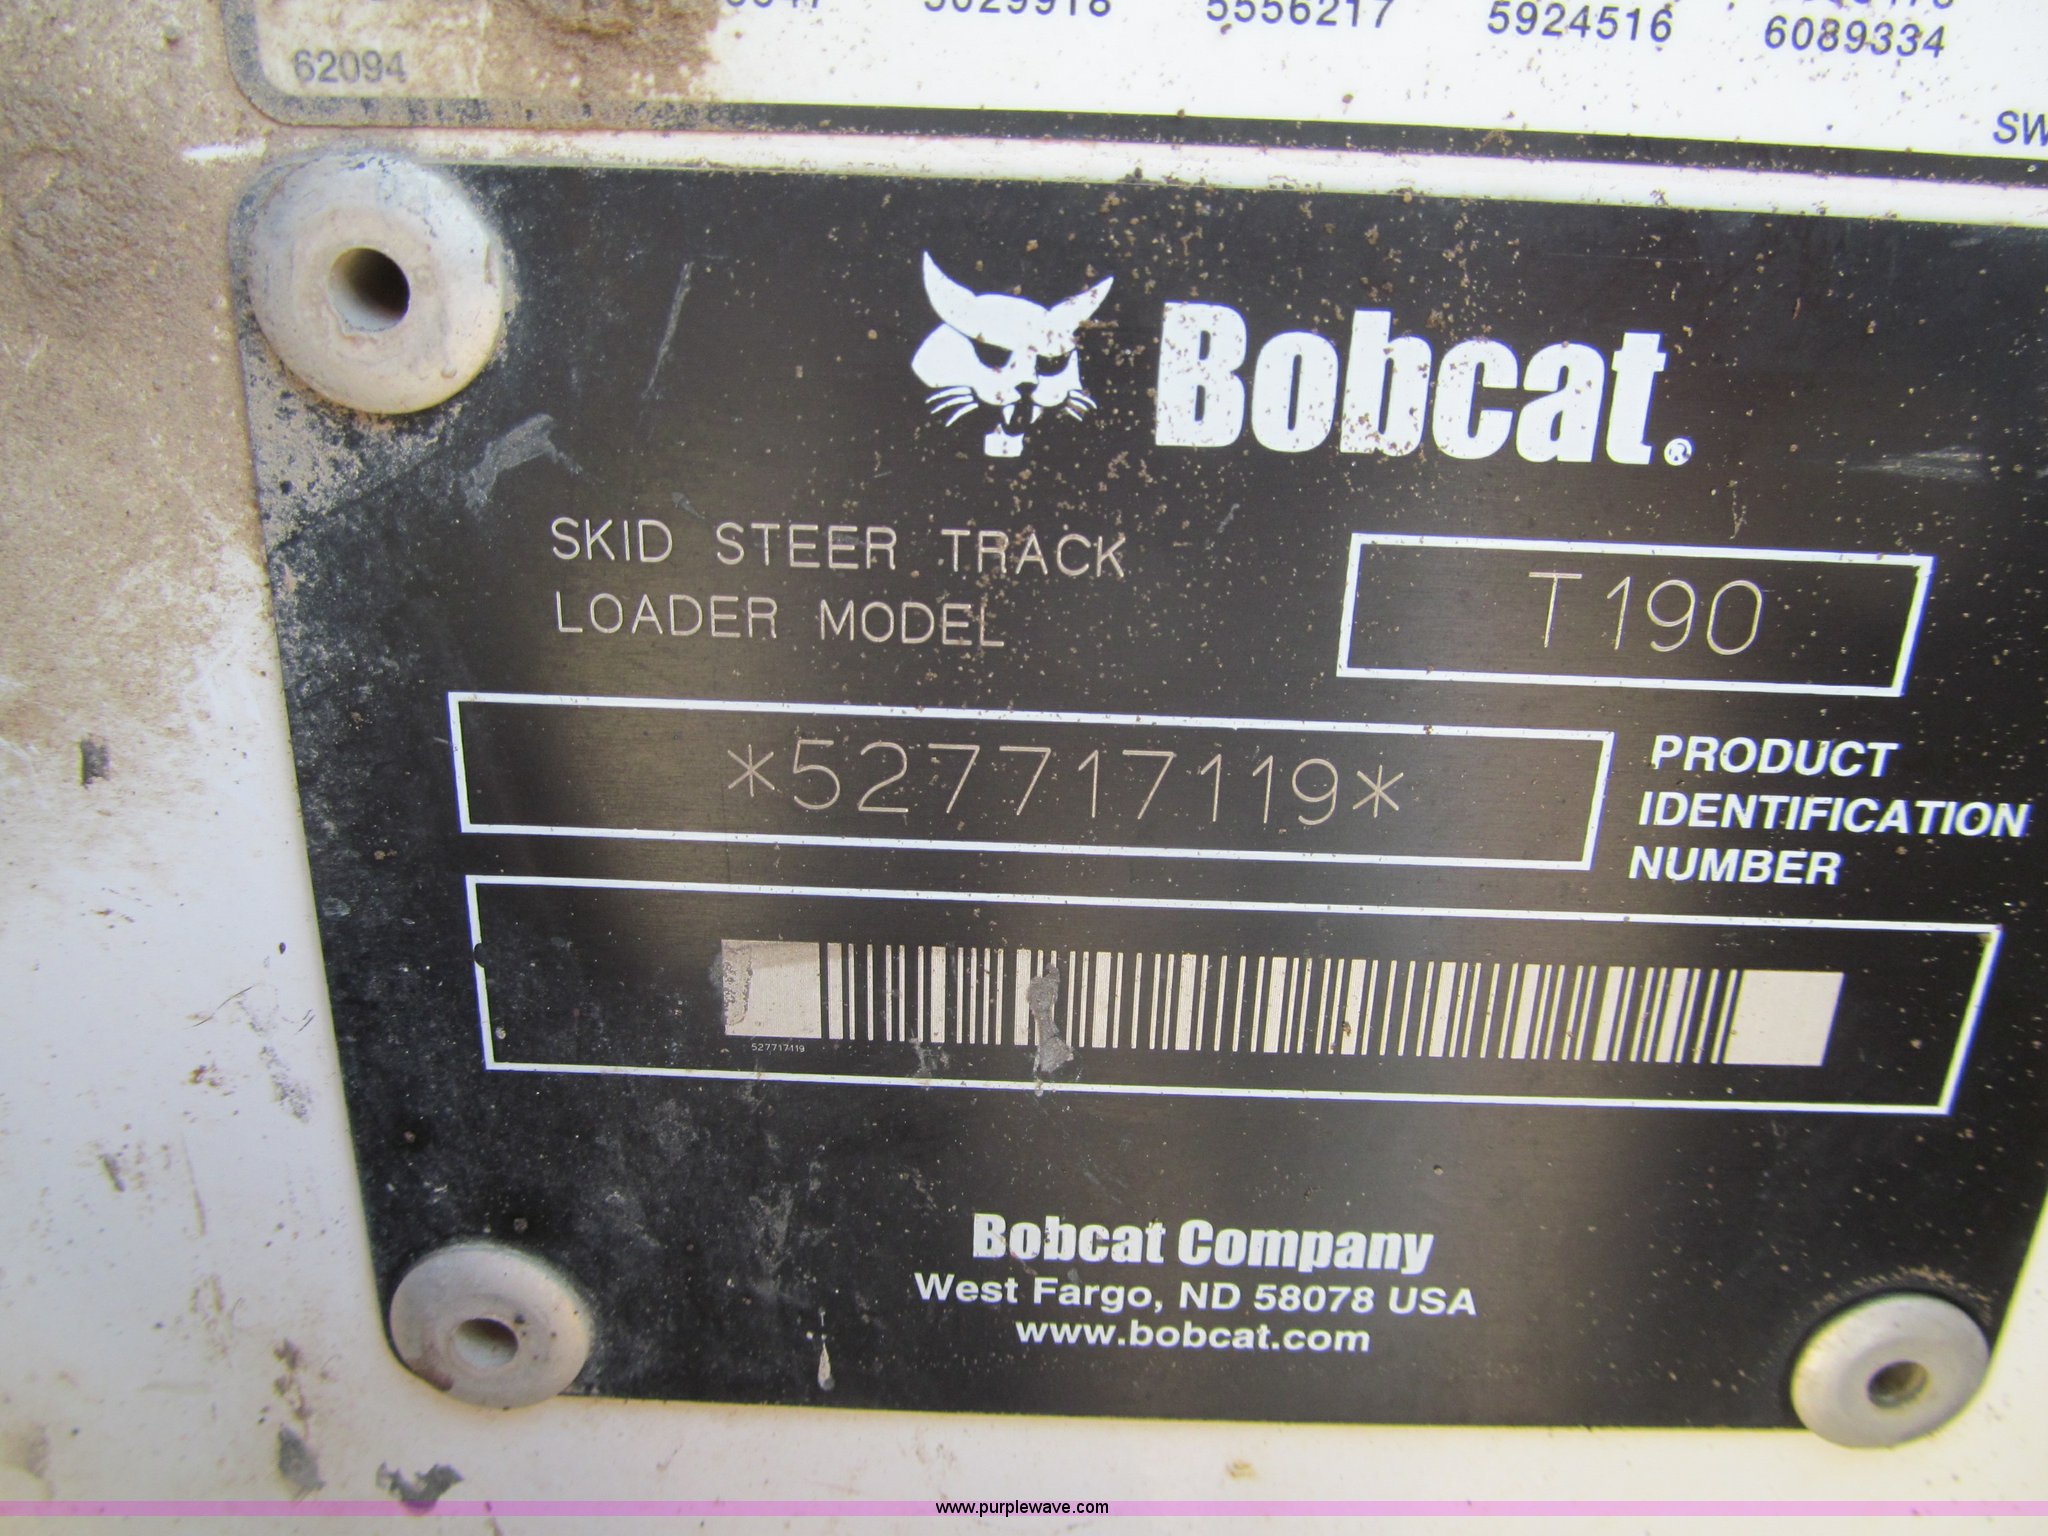 5029918 5556217 5924516 6089334
62094
SW
Bobcat.®
SKID STEER TRACK
LOADER MODEL
T190
*527717119*
PRODUCT
IDENTIFICATION
NUMBER
527717119
Bobcat Company
West Fargo, ND 58078 USA
www.bobcat.com
www.purplewave.com